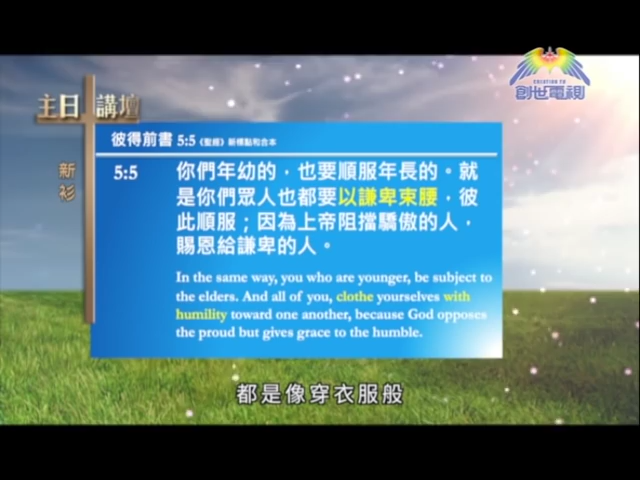 CREATION TV
創世電視
主日講壇
新衫
彼得前書 5:5《聖經》新標點和合本
5:5 你們年幼的，也要順服年長的。就
是你們眾人也都要以謙卑束腰，彼
此順服；因為上帝阻擋驕傲的人，
賜恩給謙卑的人。
In the same way, you who are younger, be subject to
the elders. And all of you, clothe yourselves with
humility toward one another, because God opposes
the proud but gives grace to the humble.
都是像穿衣服般